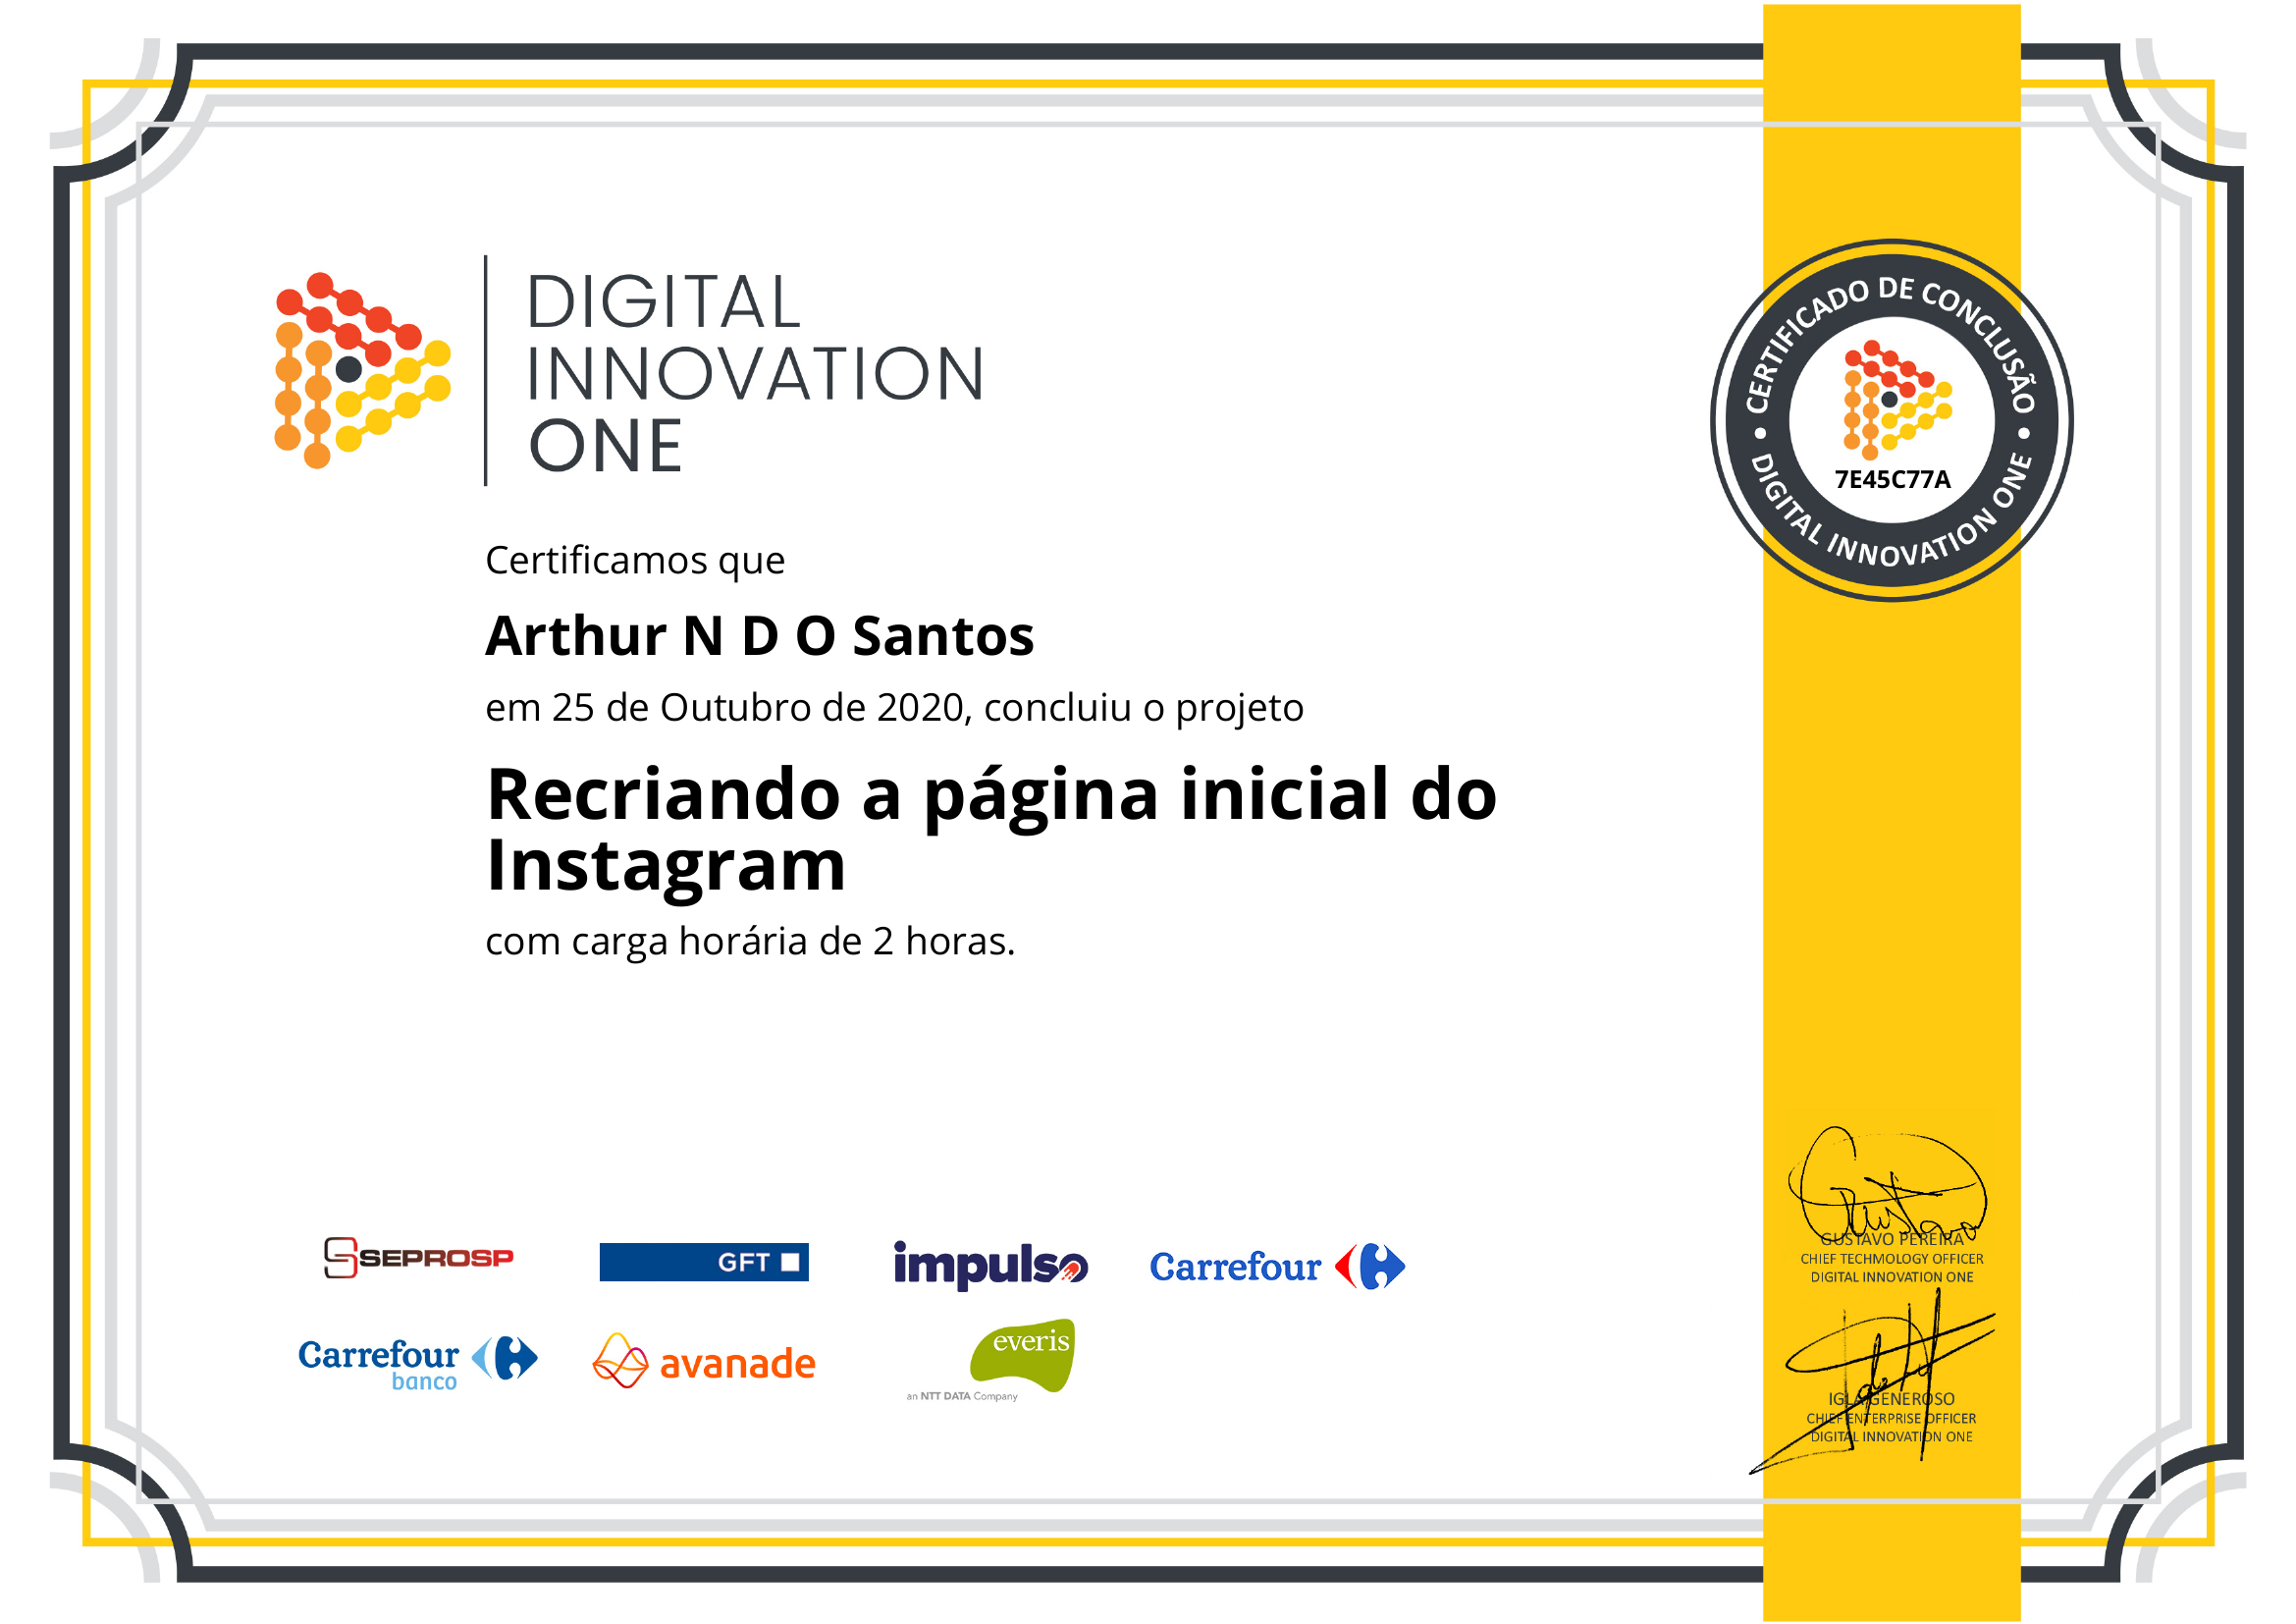 DIGITAL
INNOVATION
ONE
CERTIFICADO DE CONCLUSÃO
7E45C77A
DIGITAL INNOVATION ONE
Certificamos que
Arthur N D O Santos
em 25 de Outubro de 2020, concluiu o projeto
Recriando a página inicial do
Instagram
com carga horária de 2 horas.
SEPROSP
GFT
impulso
Carrefour
Carrefour
banco
avanade
everis
an NTT DATA Company
Gustavo
GUSTAVO PEREIRA
CHIEF TECHMOLOGY OFFICER
DIGITAL INNOVATION ONE
IGLA GENEROSO
CHIEF ENTERPRISE OFFICER
DIGITAL INNOVATION ONE